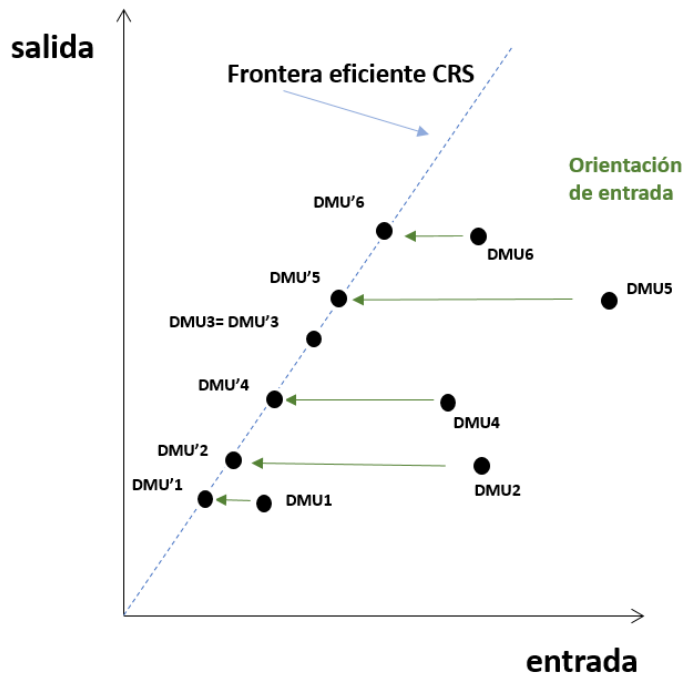 salida
Frontera eficiente CRS
Orientación
de entrada
DMU'6
DMU6
DMU'5
DMU5
DMU3= DMU'3
DMU'4
DMU4
DMU'2
DMU2
DMU'1
DMU1
entrada